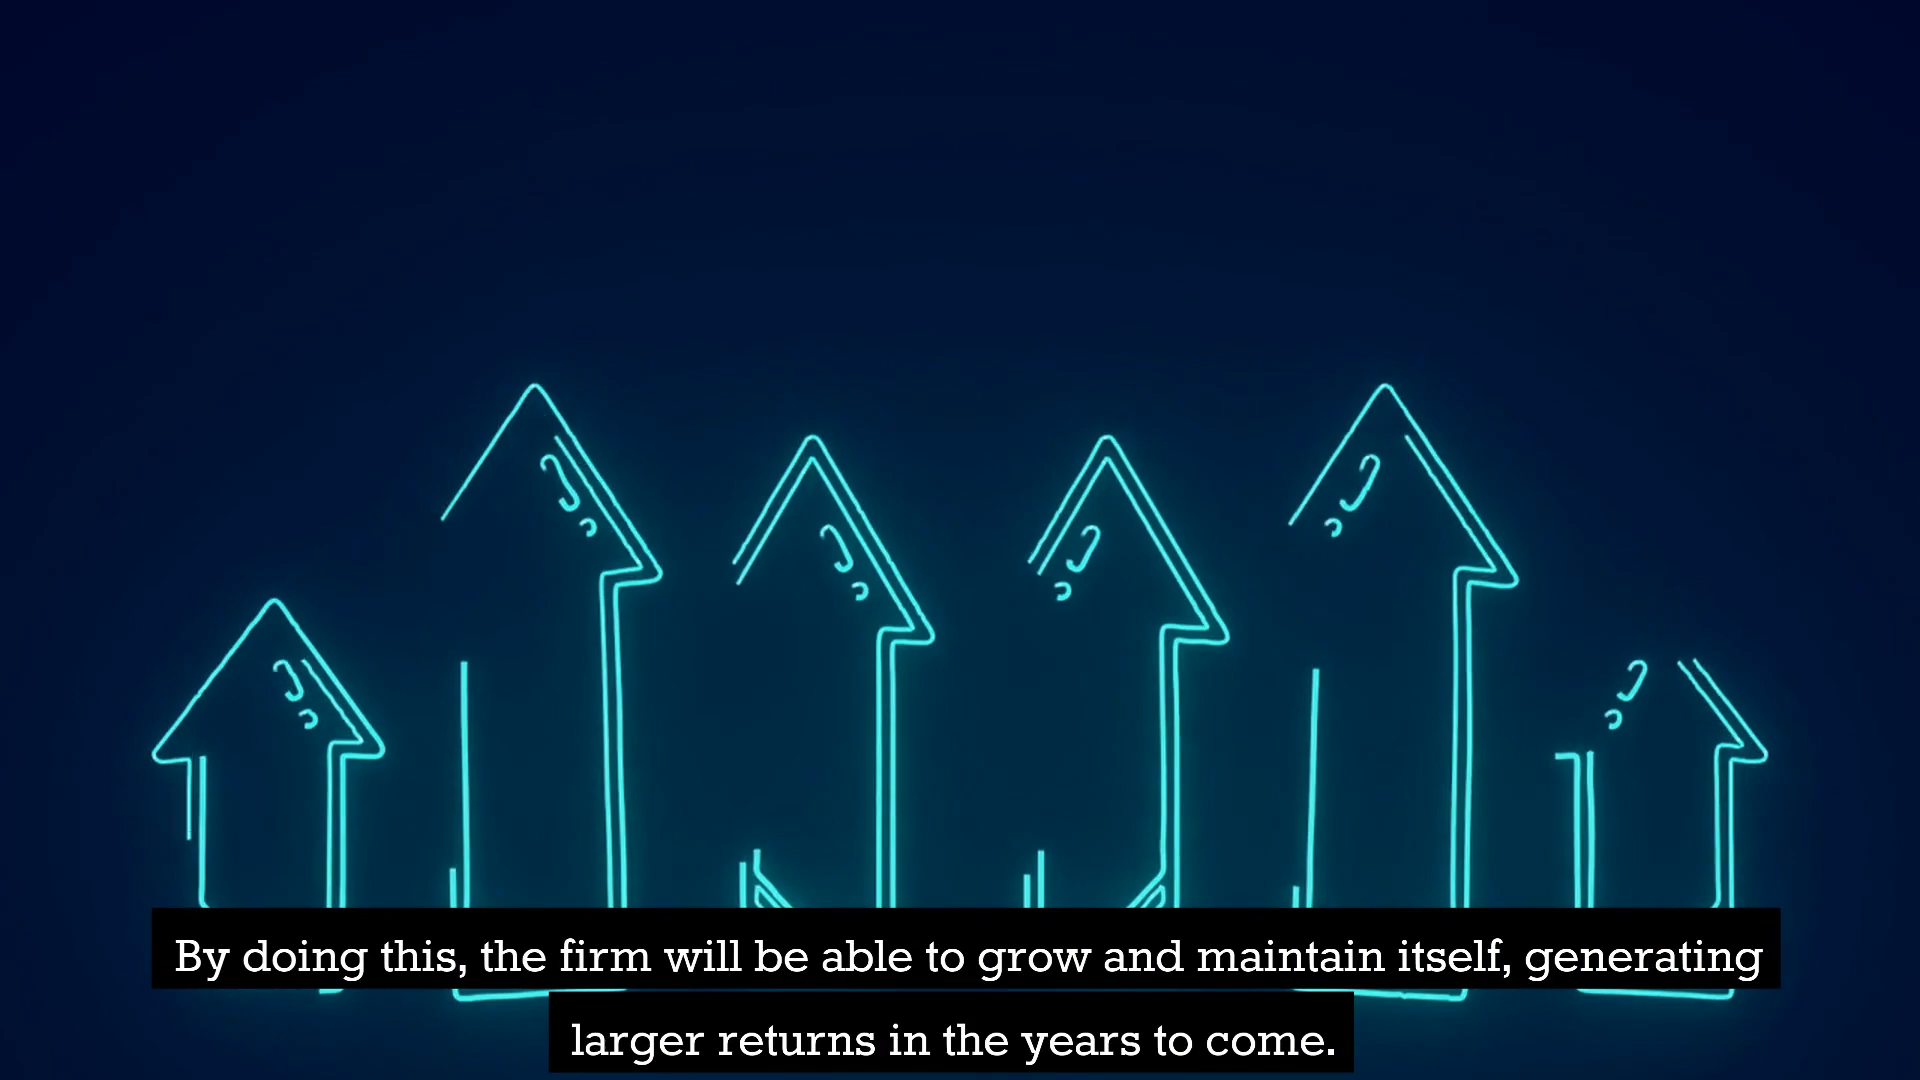 By doing this, the firm will be able to grow and maintain itself, generating
larger returns in the years to come.